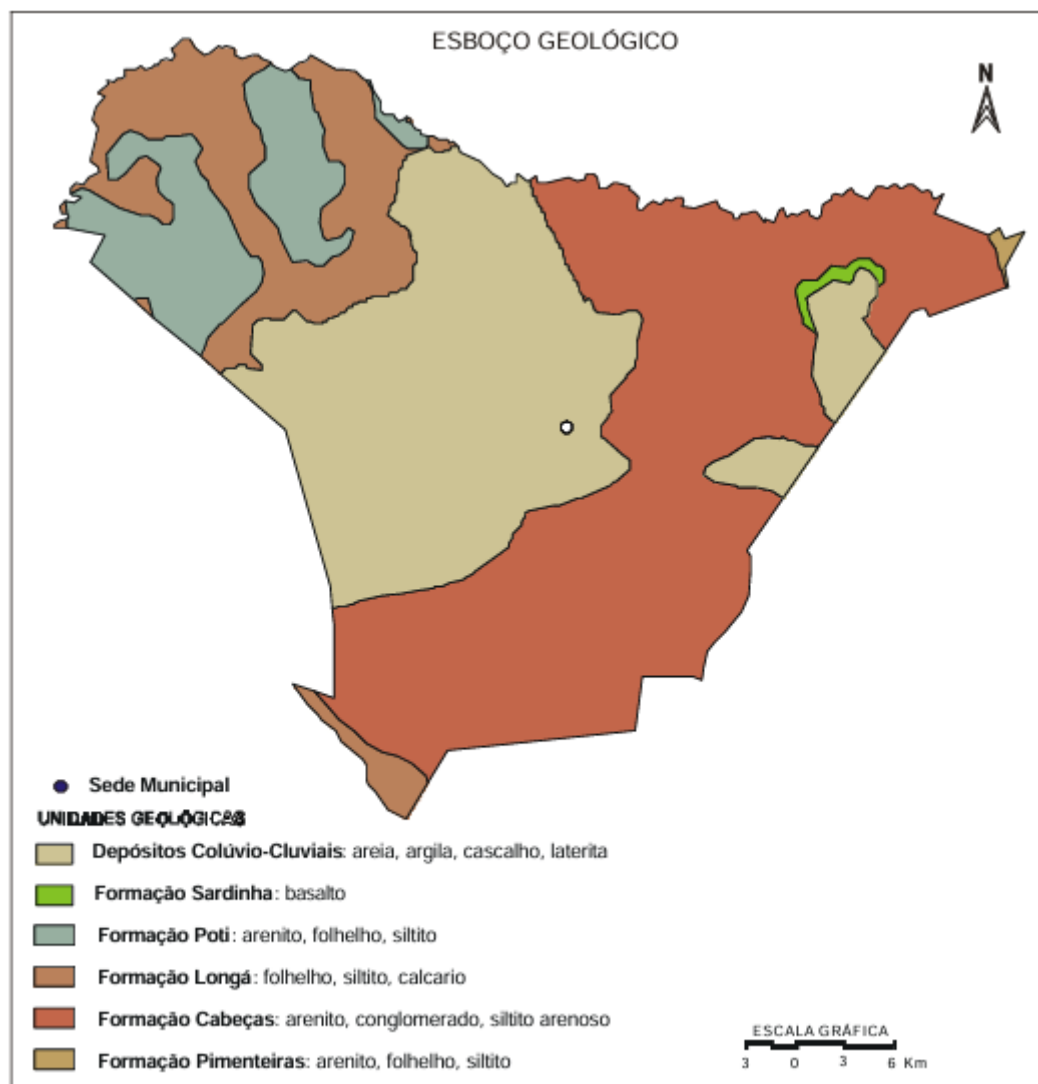 ESBOÇO GEOLÓGICO
N
Sede Municipal
UNIDADES GEOLÓGICAS
Depósitos Colúvio-Cluviais: areia, argila, cascalho, laterita
Formação Sardinha: basalto
Formação Poti: arenito, folhelho, siltito
Formação Longá: folhelho, siltito, calcario
Formação Cabeças: arenito, conglomerado, siltito arenoso
Formação Pimenteiras: arenito, folhelho, siltito
ESCALA GRÁFICA
3 0 3 6 Km